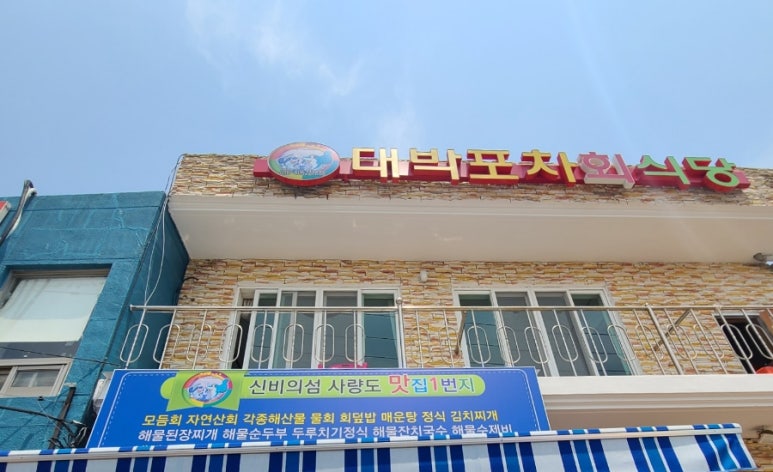 대박포차회식당
신비의섬 사량도 맛집1번지
모듬회 자연산회 각종해산물 물회 회덮밥 매운탕 정식 김치찌개
해물된장찌개 해물순두부 두루치기정식 해물잔치국수 해물수제비